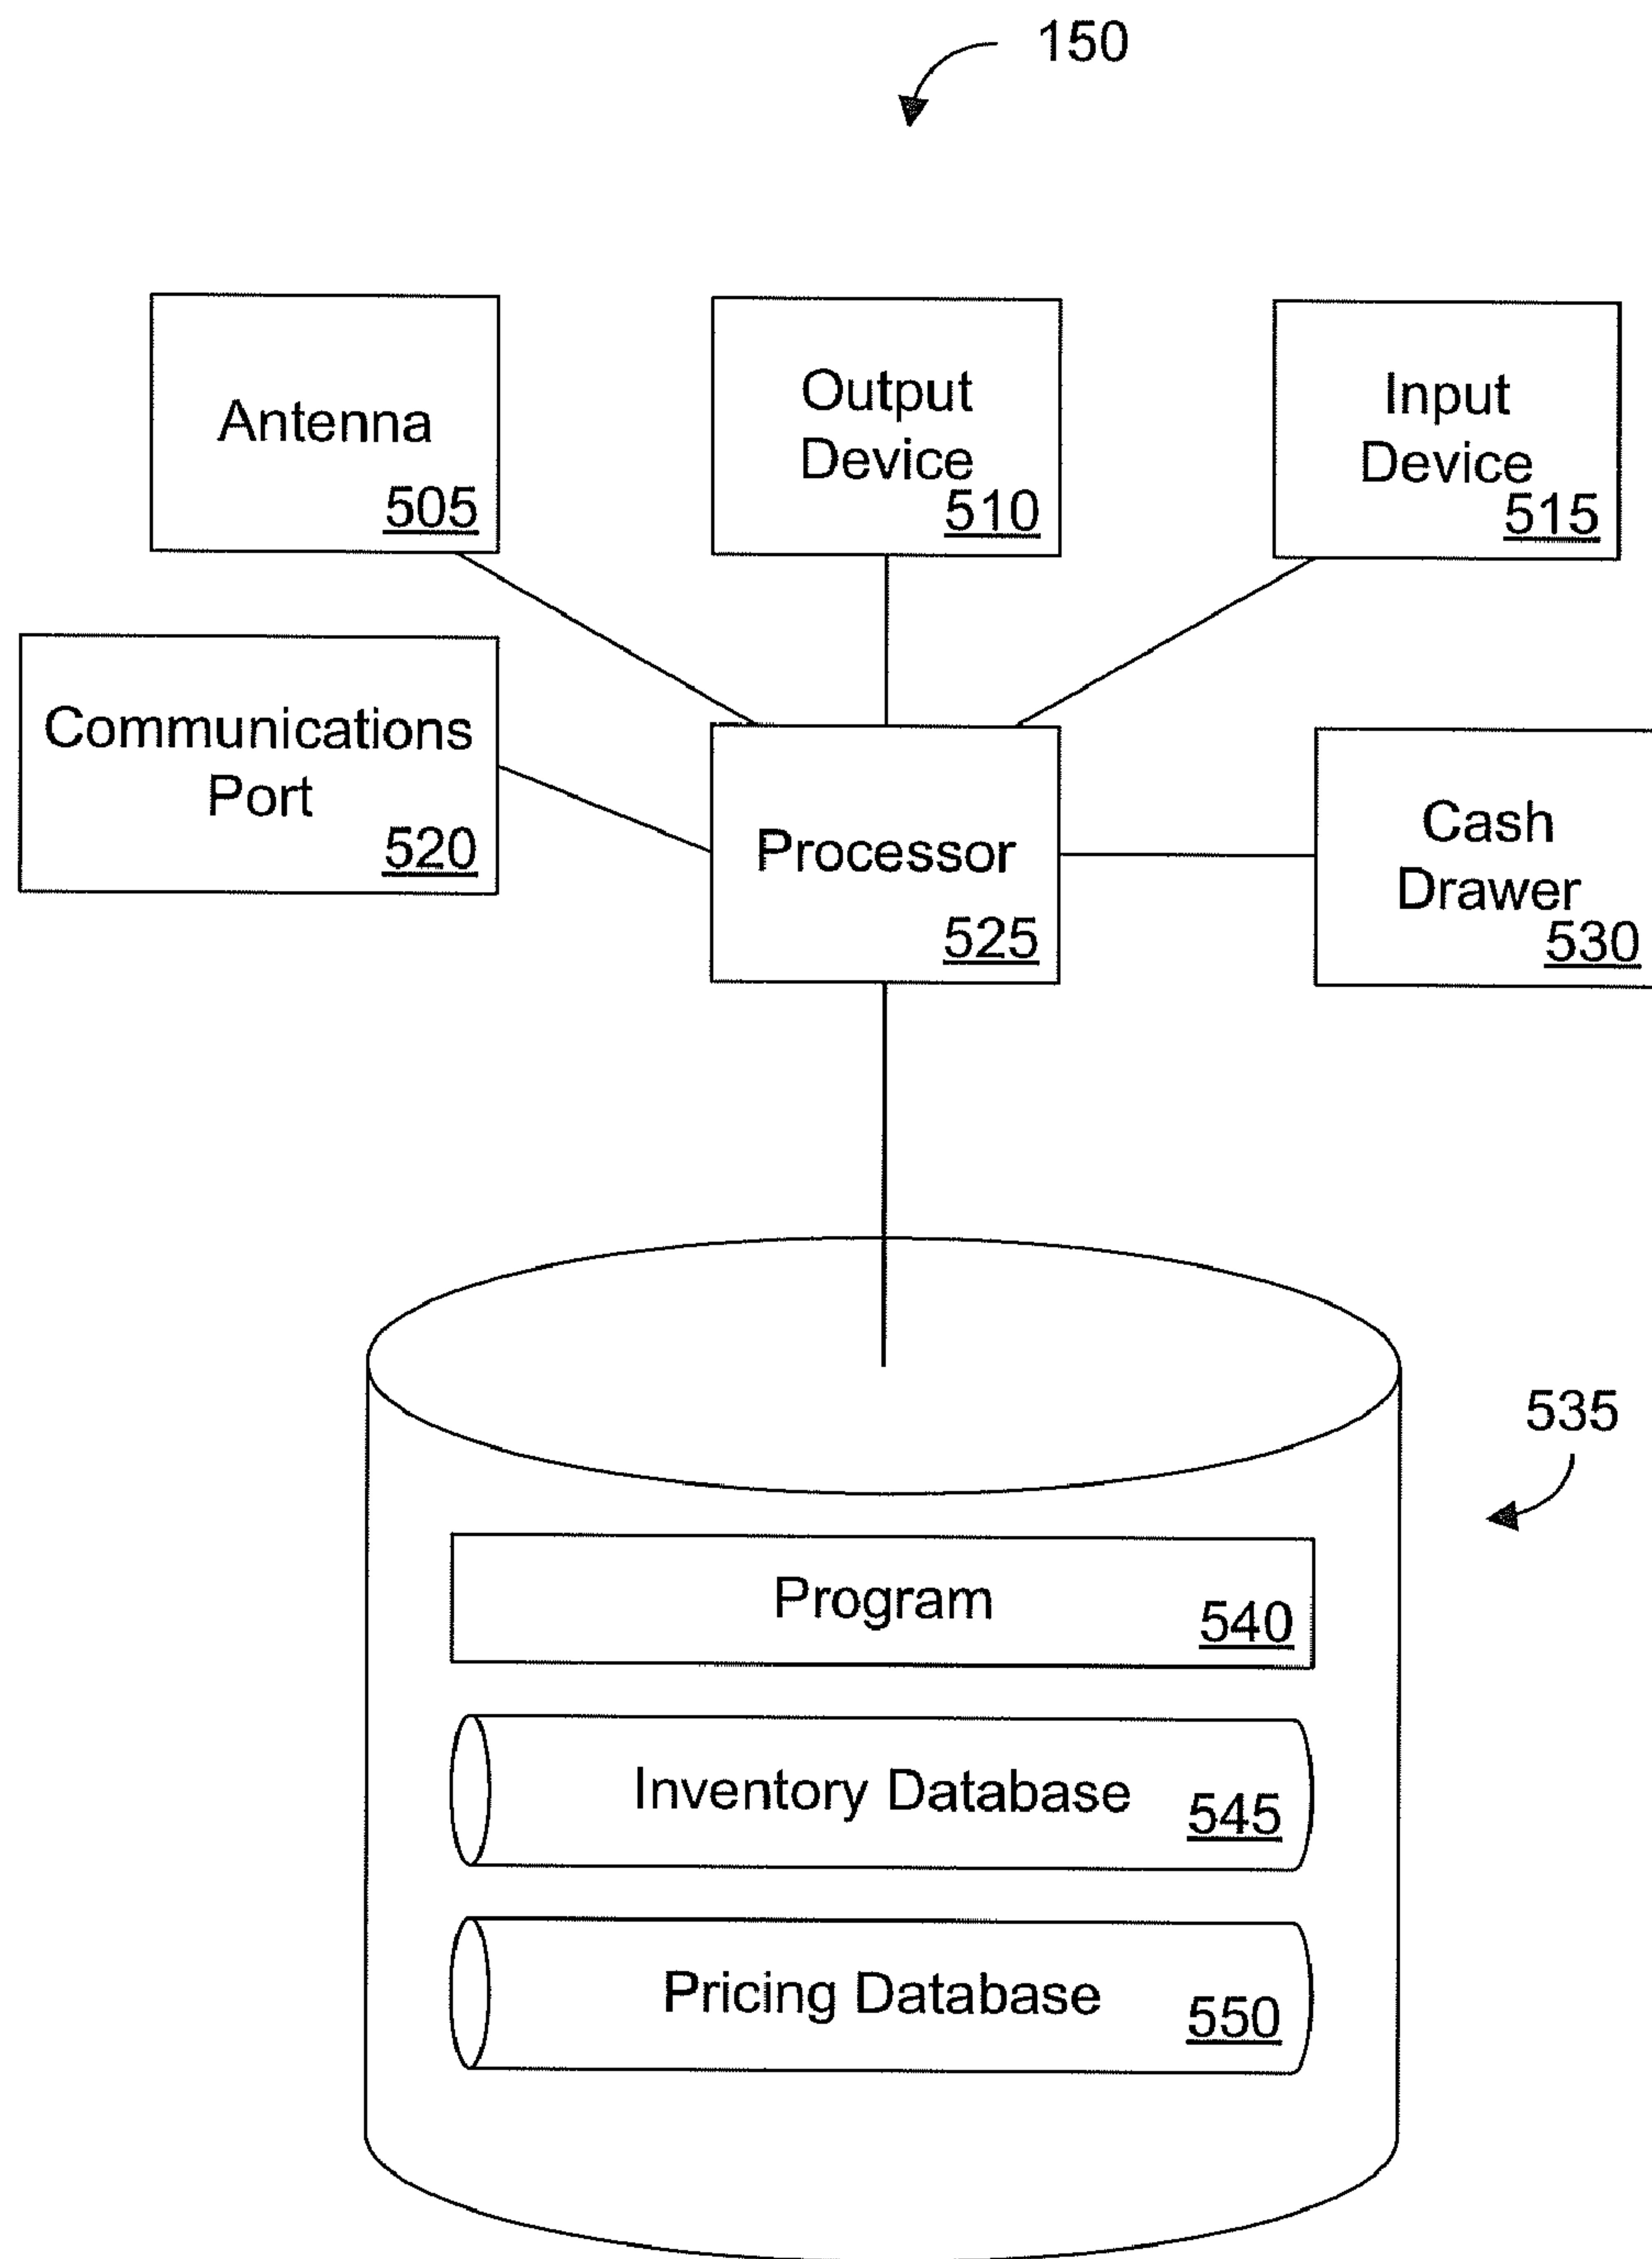 150
Antenna
505
Output
Device
510
Input
Device
515
Communications
Port
520
Processor
525
Cash
Drawer
530
535
Program
540
Inventory Database
545
Pricing Database
550